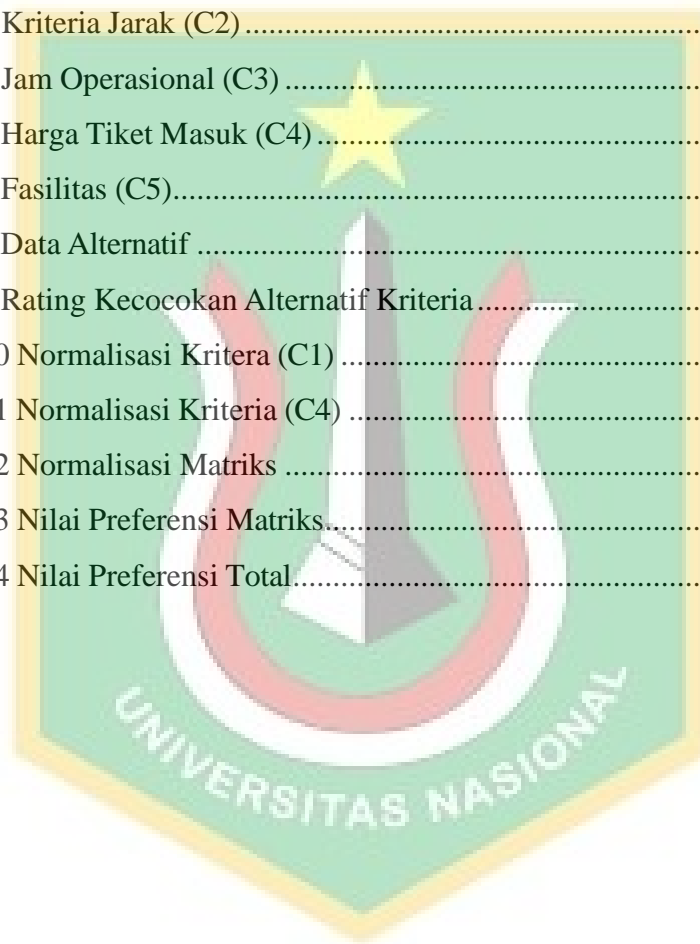 Kriteria Jarak (C2)..............................................................
Jam Operasional (C3)..........................................................
Harga Tiket Masuk (C4)......................................................
Fasilitas (C5)........................................................................
Data Alternatif.....................................................................
Rating Kecocokan Alternatif Kriteria..................................
0 Normalisasi Kritera (C1)....................................................
1 Normalisasi Kriteria (C4)..................................................
2 Normalisasi Matriks..........................................................
3 Nilai Preferensi Matriks.....................................................
4 Nilai Preferensi Total.........................................................
UNIVERSITAS NASIONAL